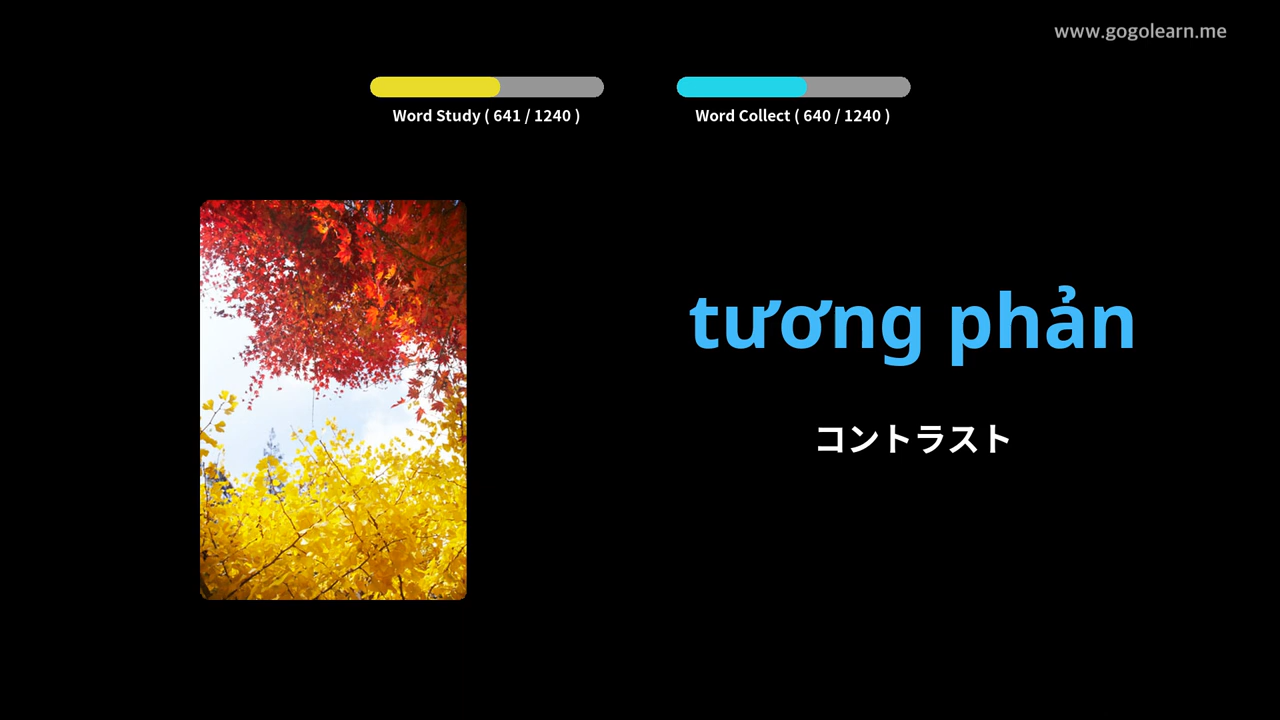 www.gogolearn.me
Word Study ( 641 / 1240 )
Word Collect ( 640 / 1240 )
tương phản
コントラスト